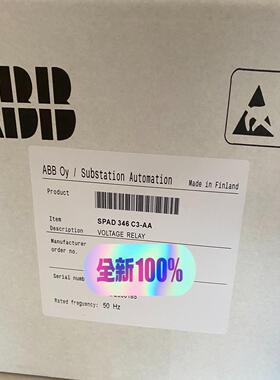 ABB
ABB Oy / Substation Automation
Made in Finland
Product
Item SPAD 346 C3-AA
Description VOLTAGE RELAY
Manufacturer
order no.
全新100%
Serial number
Rated frequency: 50 Hz